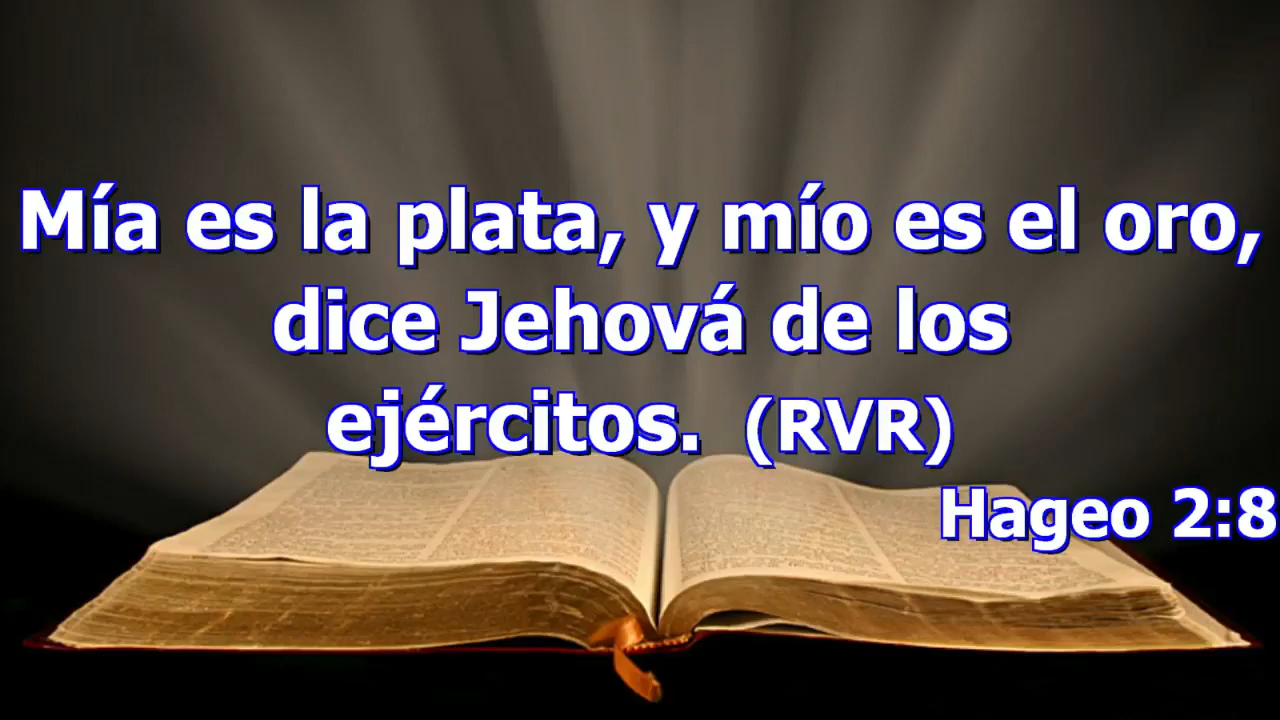 Mía es la plata, y mío es el oro,
dice Jehová de los
ejércitos. (RVR)
Hageo 2:8